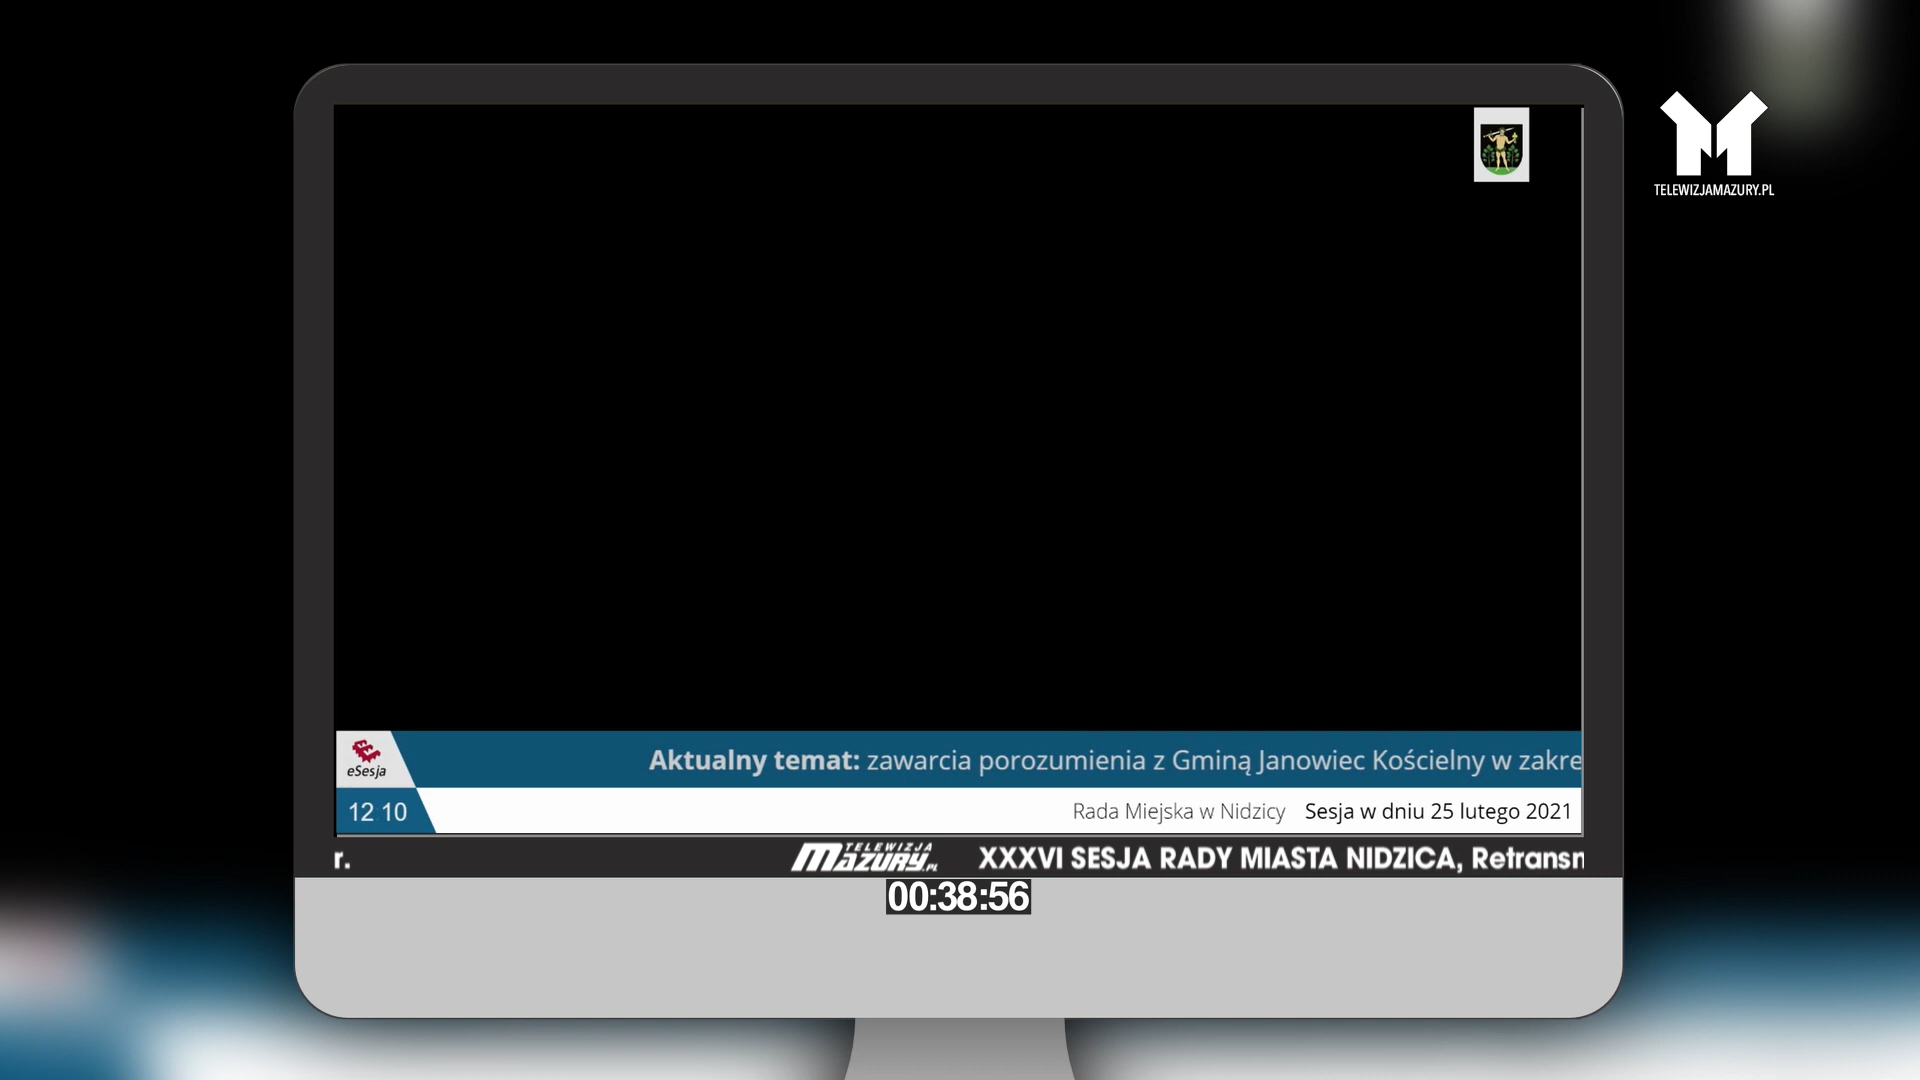 TELEWIZJAMAZURY.PL
eSesja
Aktualny temat: zawarcia porozumienia z Gminą Janowiec Kościelny w zakre
12 10
Rada Miejska w Nidzicy Sesja w dniu 25 lutego 2021
r. TELEWIZJA MAZURY.PL XXXVI SESJA RADY MIASTA NIDZICA, Retransm
00:38:56